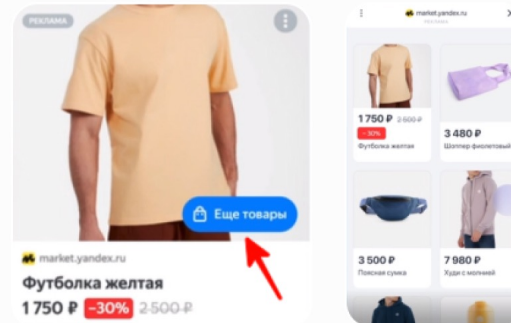 РЕКЛАМА
Еще товары
market.yandex.ru
Футболка желтая
1 750 ₽ -30% 2 500 ₽
market.yandex.ru
РЕКЛАМА
1 750 ₽ 2 500 ₽
-30%
Футболка желтая
3 480 ₽
Шоппер фиолетовый
3 500 ₽
Поясная сумка
7 980 ₽
Худи с молнией